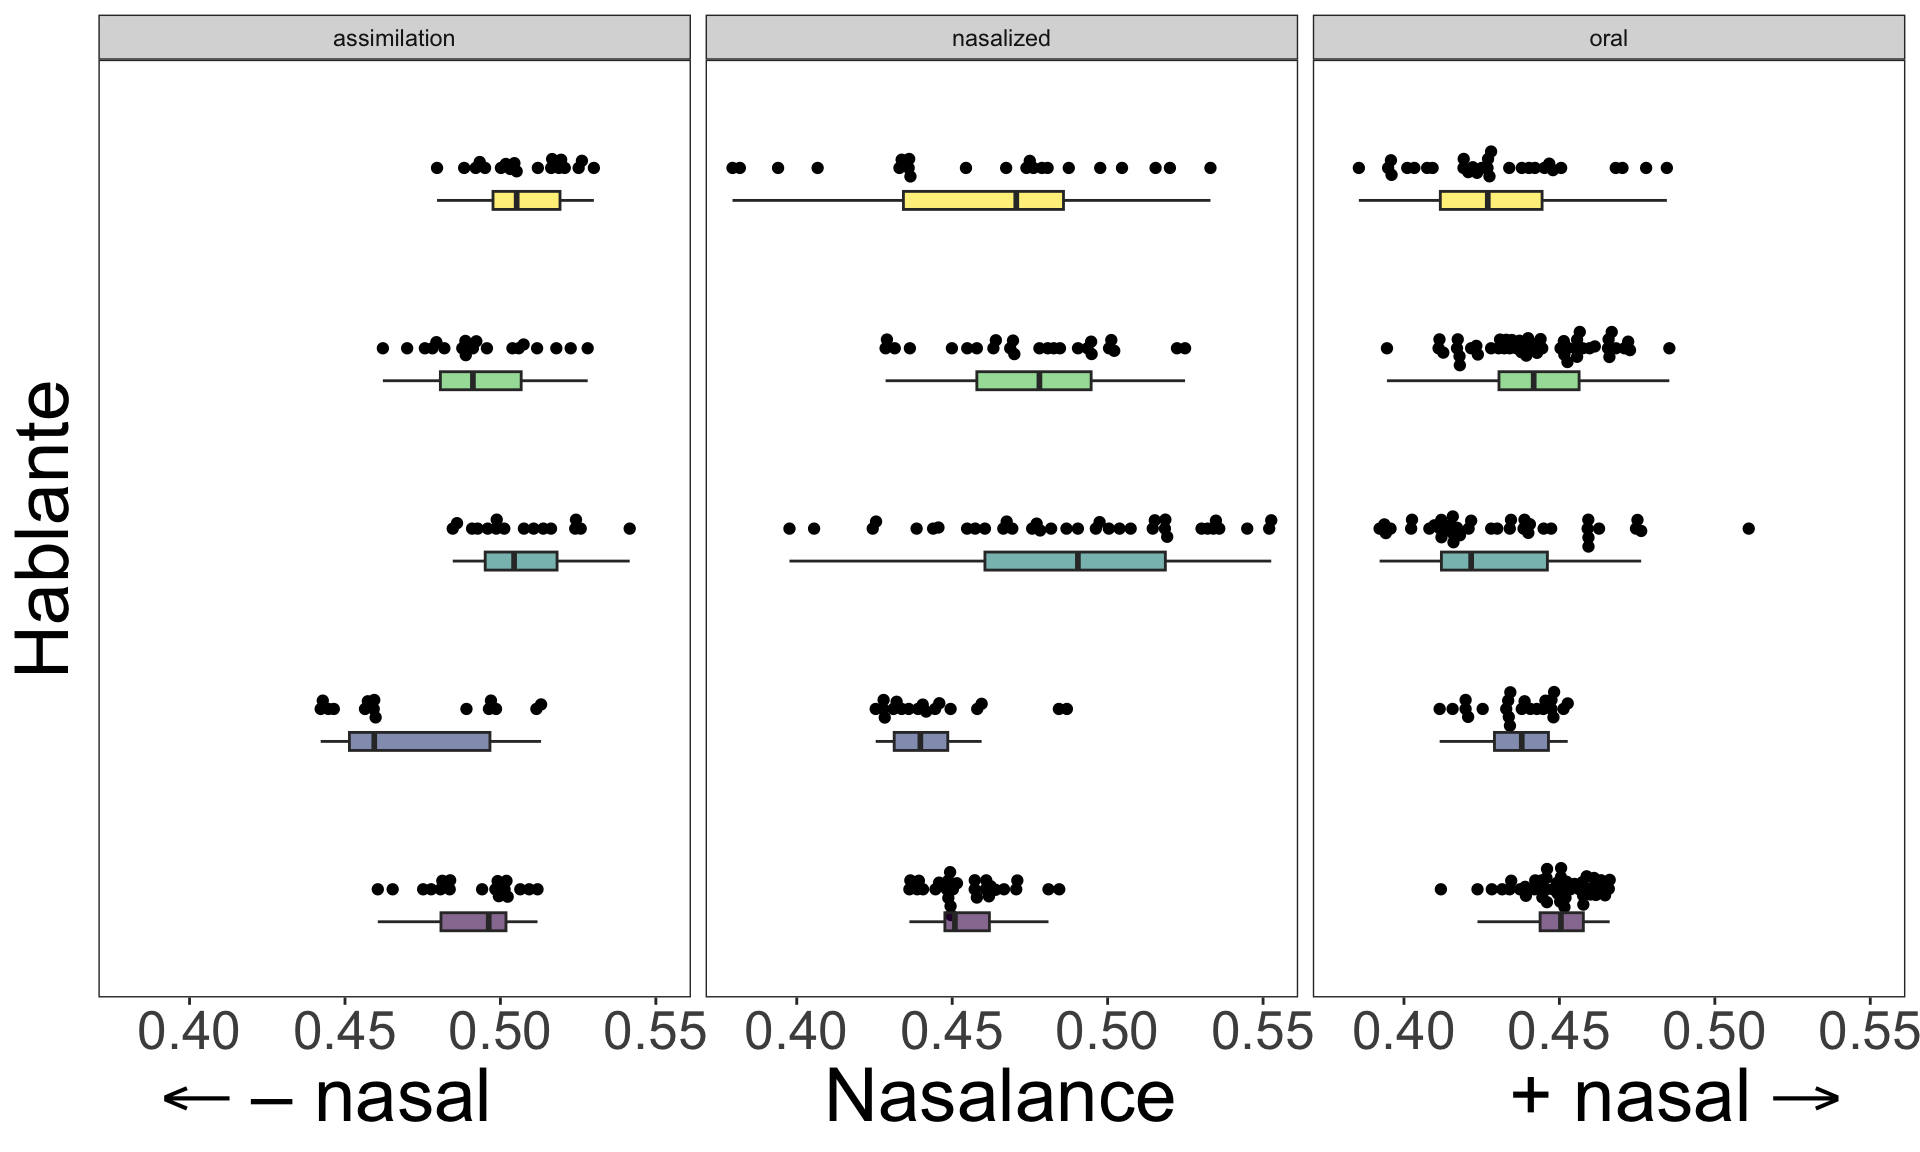 assimilation nasalized oral
Hablante
0.40 0.45 0.50 0.55 0.40 0.45 0.50 0.55 0.40 0.45 0.50 0.55
← – nasal Nasalance + nasal →